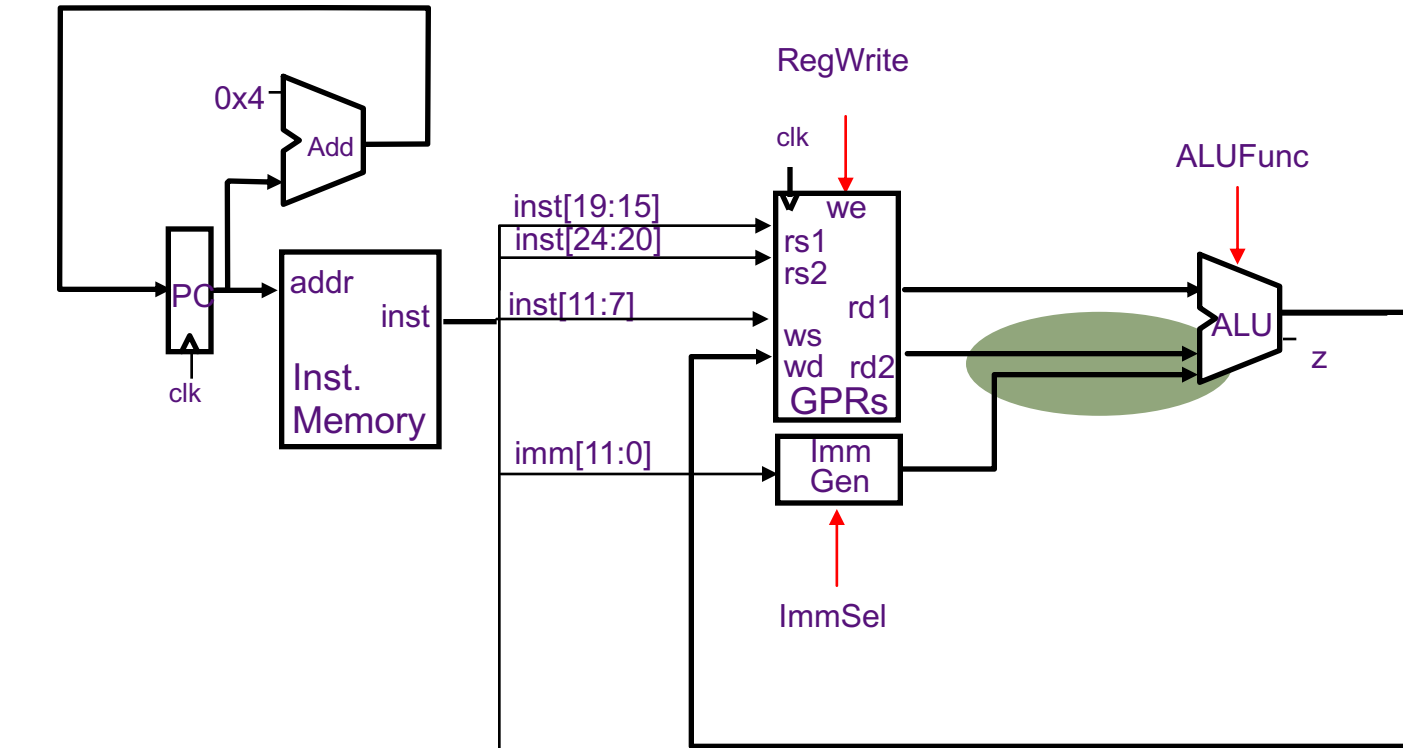 RegWrite
0x4
Add
clk
ALUFunc
inst[19:15]
we
inst[24:20]
rs1
rs2
PC
addr
inst
inst[11:7]
rd1
ws
wd
rd2
ALU
z
clk
Inst.
Memory
GPRs
imm[11:0]
Imm
Gen
ImmSel